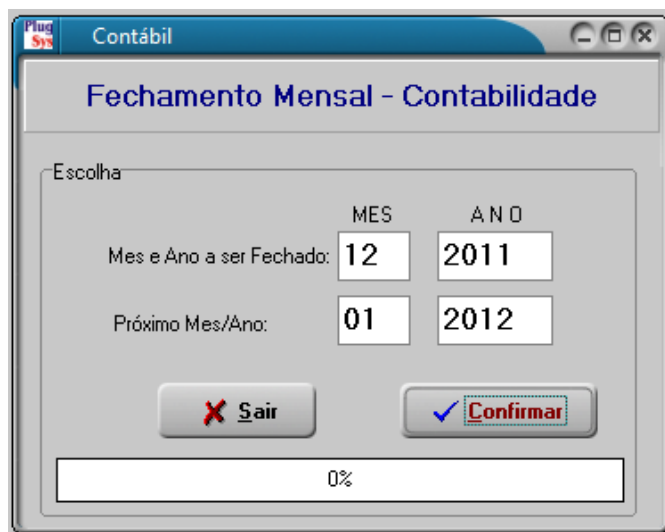 Plug
Sys
Contábil
Fechamento Mensal - Contabilidade
Escolha
MES A N O
Mes e Ano a ser Fechado: 12 2011
Próximo Mes/Ano: 01 2012
Sair Confirmar
0%